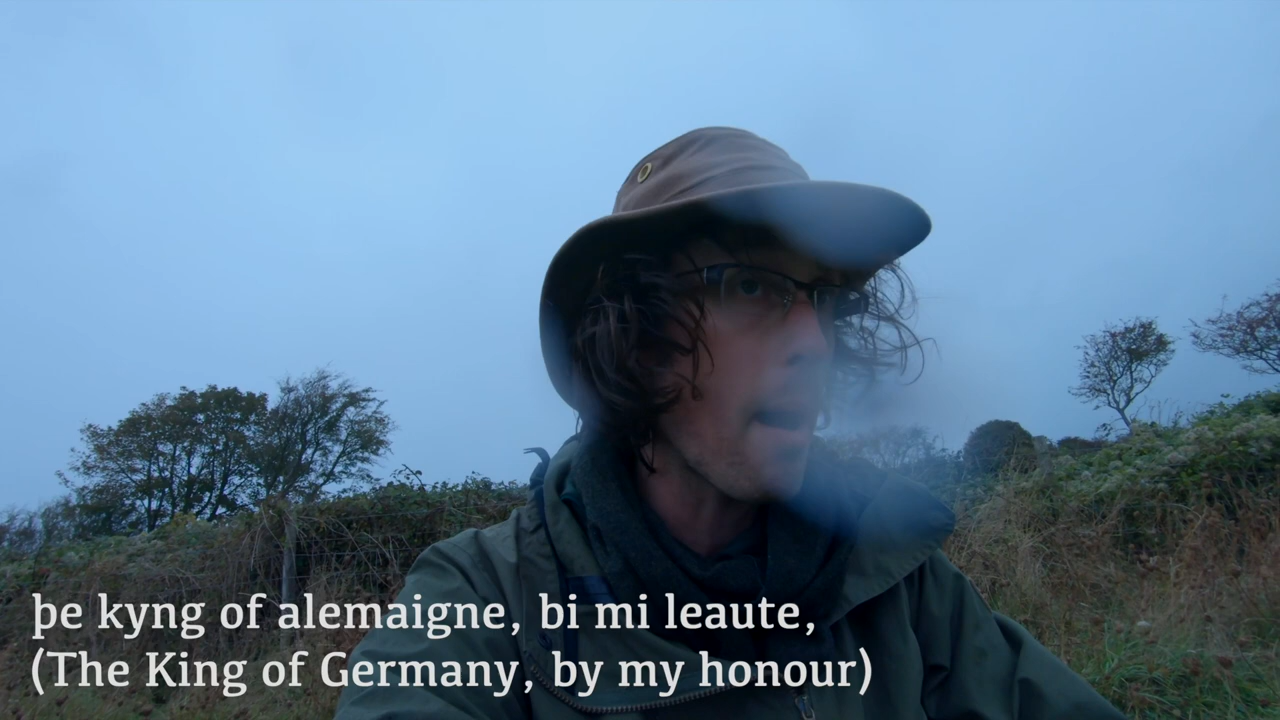 þe kyng of alemaigne, bi mi leaute,
(The King of Germany, by my honour)